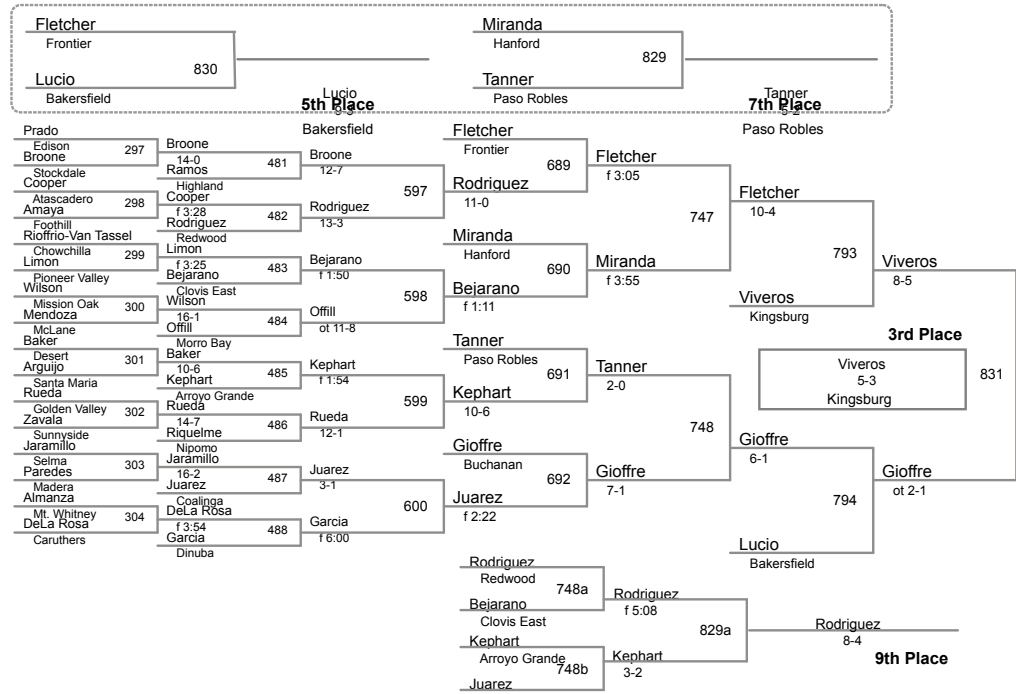 Fletcher
Frontier
830
Lucio
Bakersfield
Lucio
9-3
5th Place
Bakersfield
Miranda
Hanford
829
Tanner
Paso Robles
Tanner
5-2
7th Place
Paso Robles
Prado
Edison
297
Broone
Stockdale
Cooper
Atascadero
298
Amaya
Foothill
Rioffrio-Van Tassel
Chowchilla
299
Limon
Pioneer Valley
Wilson
Mission Oak
300
Mendoza
McLane
Baker
Desert
301
Arguijo
Santa Maria
Rueda
Golden Valley
302
Zavala
Sunnyside
Jaramillo
Selma
303
Paredes
Madera
Almanza
Mt. Whitney
304
DeLa Rosa
Caruthers
Broone
14-0
481
Ramos
Highland
Cooper
f 3:28
482
Rodriguez
Redwood
Limon
f 3:25
483
Bejarano
Clovis East
Wilson
16-1
484
Offill
Morro Bay
Baker
10-6
485
Kephart
Arroyo Grande
Rueda
14-7
486
Riquelme
Nipomo
Jaramillo
16-2
487
Juarez
Coalinga
DeLa Rosa
f 3:54
488
Garcia
Dinuba
Broone
12-7
597
Rodriguez
13-3
Bejarano
f 1:50
598
Offill
ot 11-8
Kephart
f 1:54
599
Rueda
12-1
Juarez
3-1
600
Garcia
f 6:00
Fletcher
Frontier
689
Rodriguez
11-0
Miranda
Hanford
690
Bejarano
f 1:11
Tanner
Paso Robles
691
Kephart
10-6
Gioffre
Buchanan
692
Juarez
f 2:22
Fletcher
f 3:05
747
Miranda
f 3:55
Tanner
2-0
748
Gioffre
7-1
Fletcher
10-4
793
Viveros
Kingsburg
Gioffre
6-1
794
Lucio
Bakersfield
Viveros
8-5
3rd Place
Viveros
5-3
Kingsburg
831
Gioffre
ot 2-1
Rodriguez
Redwood
748a
Bejarano
Clovis East
Kephart
Arroyo Grande
748b
Juarez
Rodriguez
f 5:08
829a
Kephart
3-2
Rodriguez
8-4
9th Place